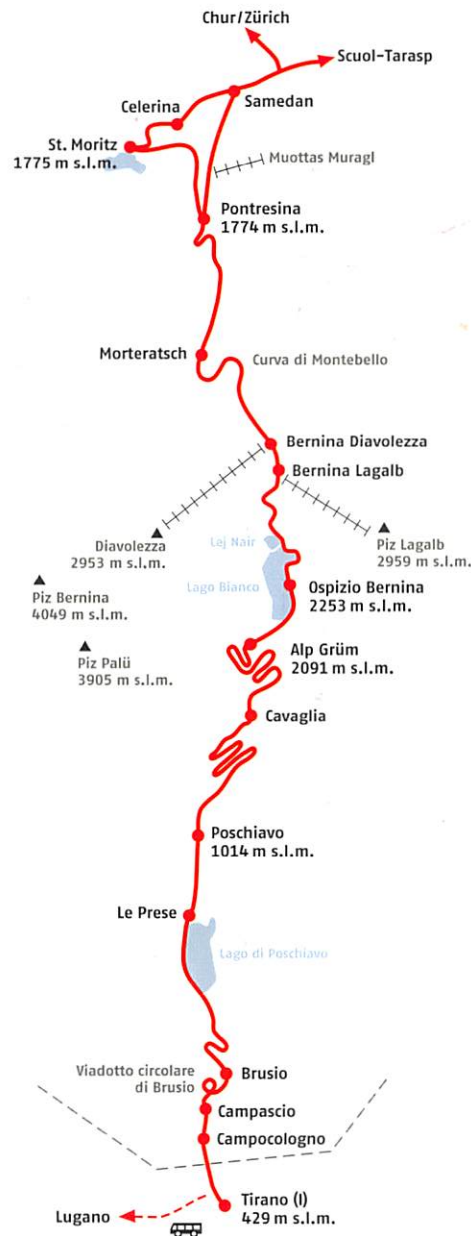 Chur/Zürich
Scuol-Tarasp
Samedan
Celerina
St. Moritz
1775 m s.l.m.
Muottas Muragl
Pontresina
1774 m s.l.m.
Morteratsch
Curva di Montebello
Bernina Diavolezza
Bernina Lagalb
Diavolezza
2953 m s.l.m.
Piz Lagalb
2959 m s.l.m.
Lej Nair
Lago Bianco
Piz Bernina
4049 m s.l.m.
Ospizio Bernina
2253 m s.l.m.
Piz Palü
3905 m s.l.m.
Alp Grüm
2091 m s.l.m.
Cavaglia
Poschiavo
1014 m s.l.m.
Le Prese
Lago di Poschiavo
Viadotto circolare
di Brusio
Brusio
Campascio
Campocologno
Tirano (I)
429 m s.l.m.
Lugano